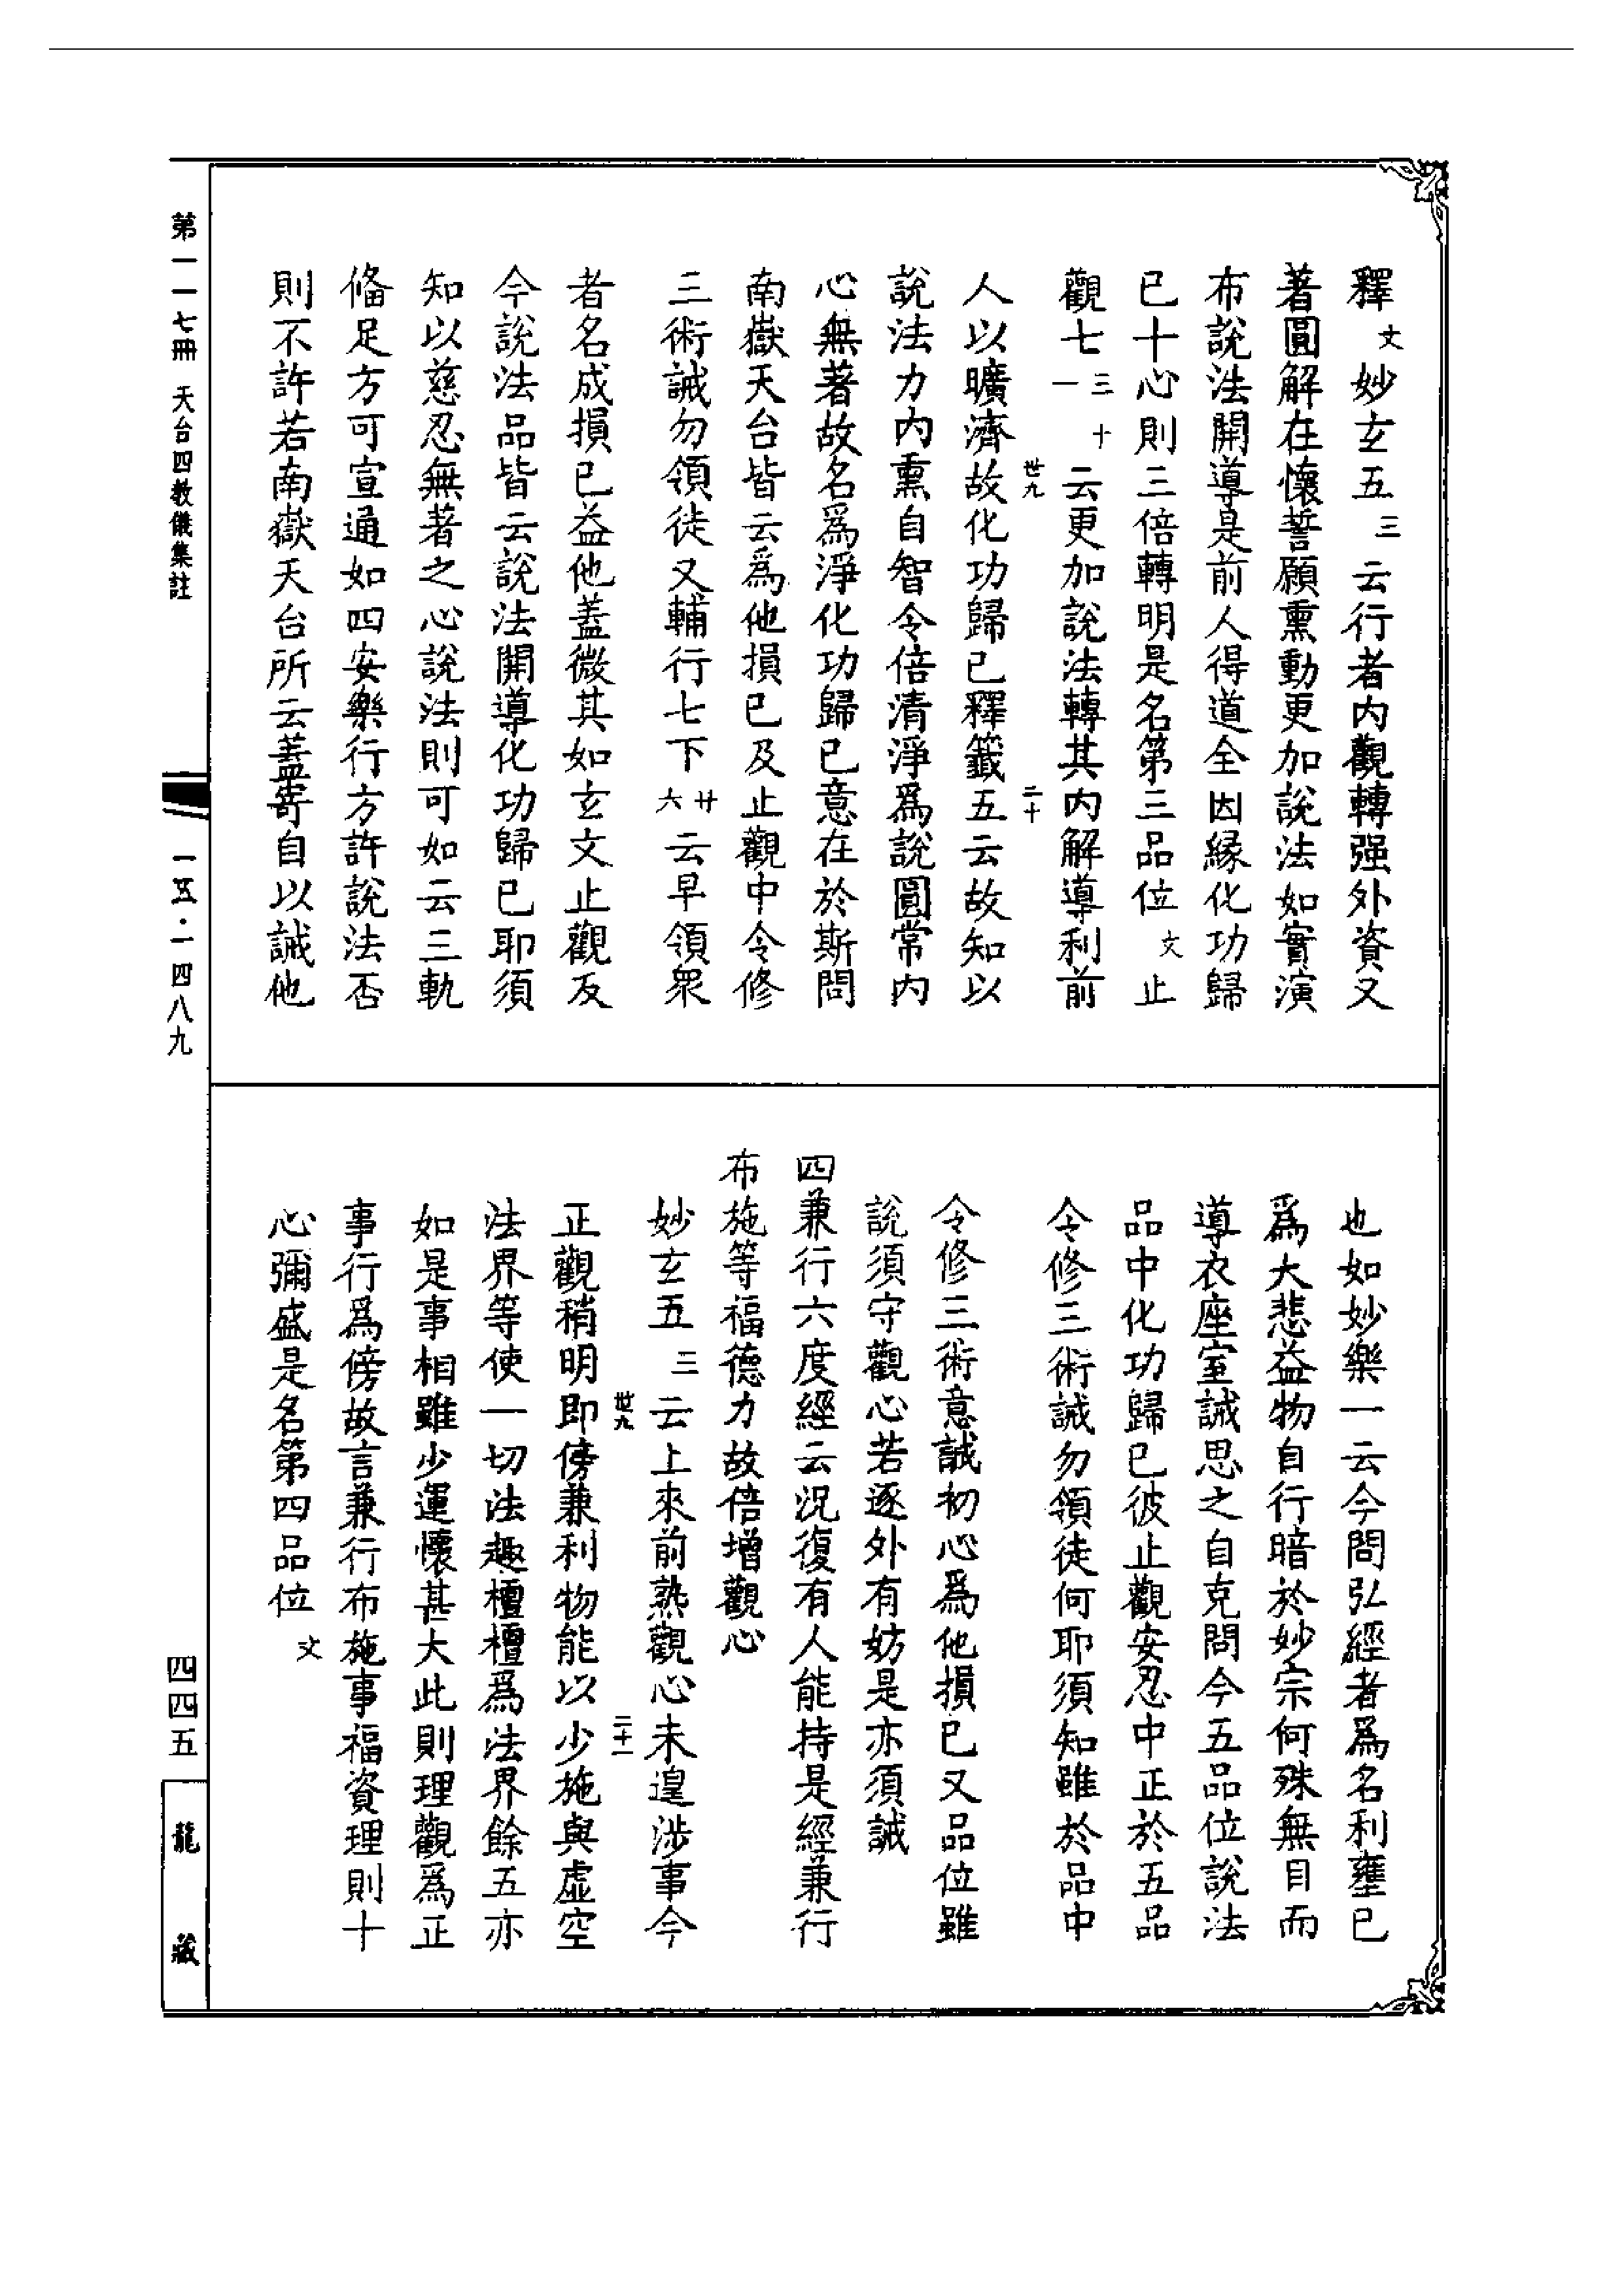 釋文妙玄五三云行者内觀轉强外資又
著圓解在懷誓願熏動更加說法如實演
布說法開導是前人得道全因緣化功歸
已十心則三倍轉明是名第三品位文止
觀七三十一云更加說法轉其内解導利前
丗九
二十
人以曠濟故化功歸已釋籤五云故知以
說法力内熏自智令倍清淨爲說圓常内
心無著故名爲淨化功歸已意在於斯問
南嶽天台皆云爲他損已及止觀中令修
三術誡勿領徒又輔行七下廿六云早領衆
者名成損已益他蓋微其如玄文止觀反
今說法品皆云說法開導化功歸已耶須
知以慈忍無著之心說法則可如云三軌
偹足方可宣通如四安樂行方許說法否
則不許若南嶽天台所云蓋寄自以誡他
也如妙樂一云今問弘經者爲名利壅已
爲大悲益物自行暗於妙宗何殊無目而
導衣座室誡思之自克問今五品位說法
品中化功歸已彼止觀安忍中正於五品
令修三術誡勿領徒何耶須知雖於品中
令修三術意誡初心爲他損已又品位雖
說須守觀心若逐外有妨是亦須誡
四兼行六度經云況復有人能持是經兼行
布施等福德力故倍增觀心
妙玄五三云上來前熟觀心未遑涉事今
丗九
二十一
正觀稍明即傍兼利物能以少施與虛空
法界等使一切法趣檀檀爲法界餘五亦
如是事相雖少運懷甚大此則理觀爲正
事行爲傍故言兼行布施事福資理則十
心彌盛是名第四品位文
第一一七冊 天台四教儀集註
一五·一四八九
四四五
龍藏